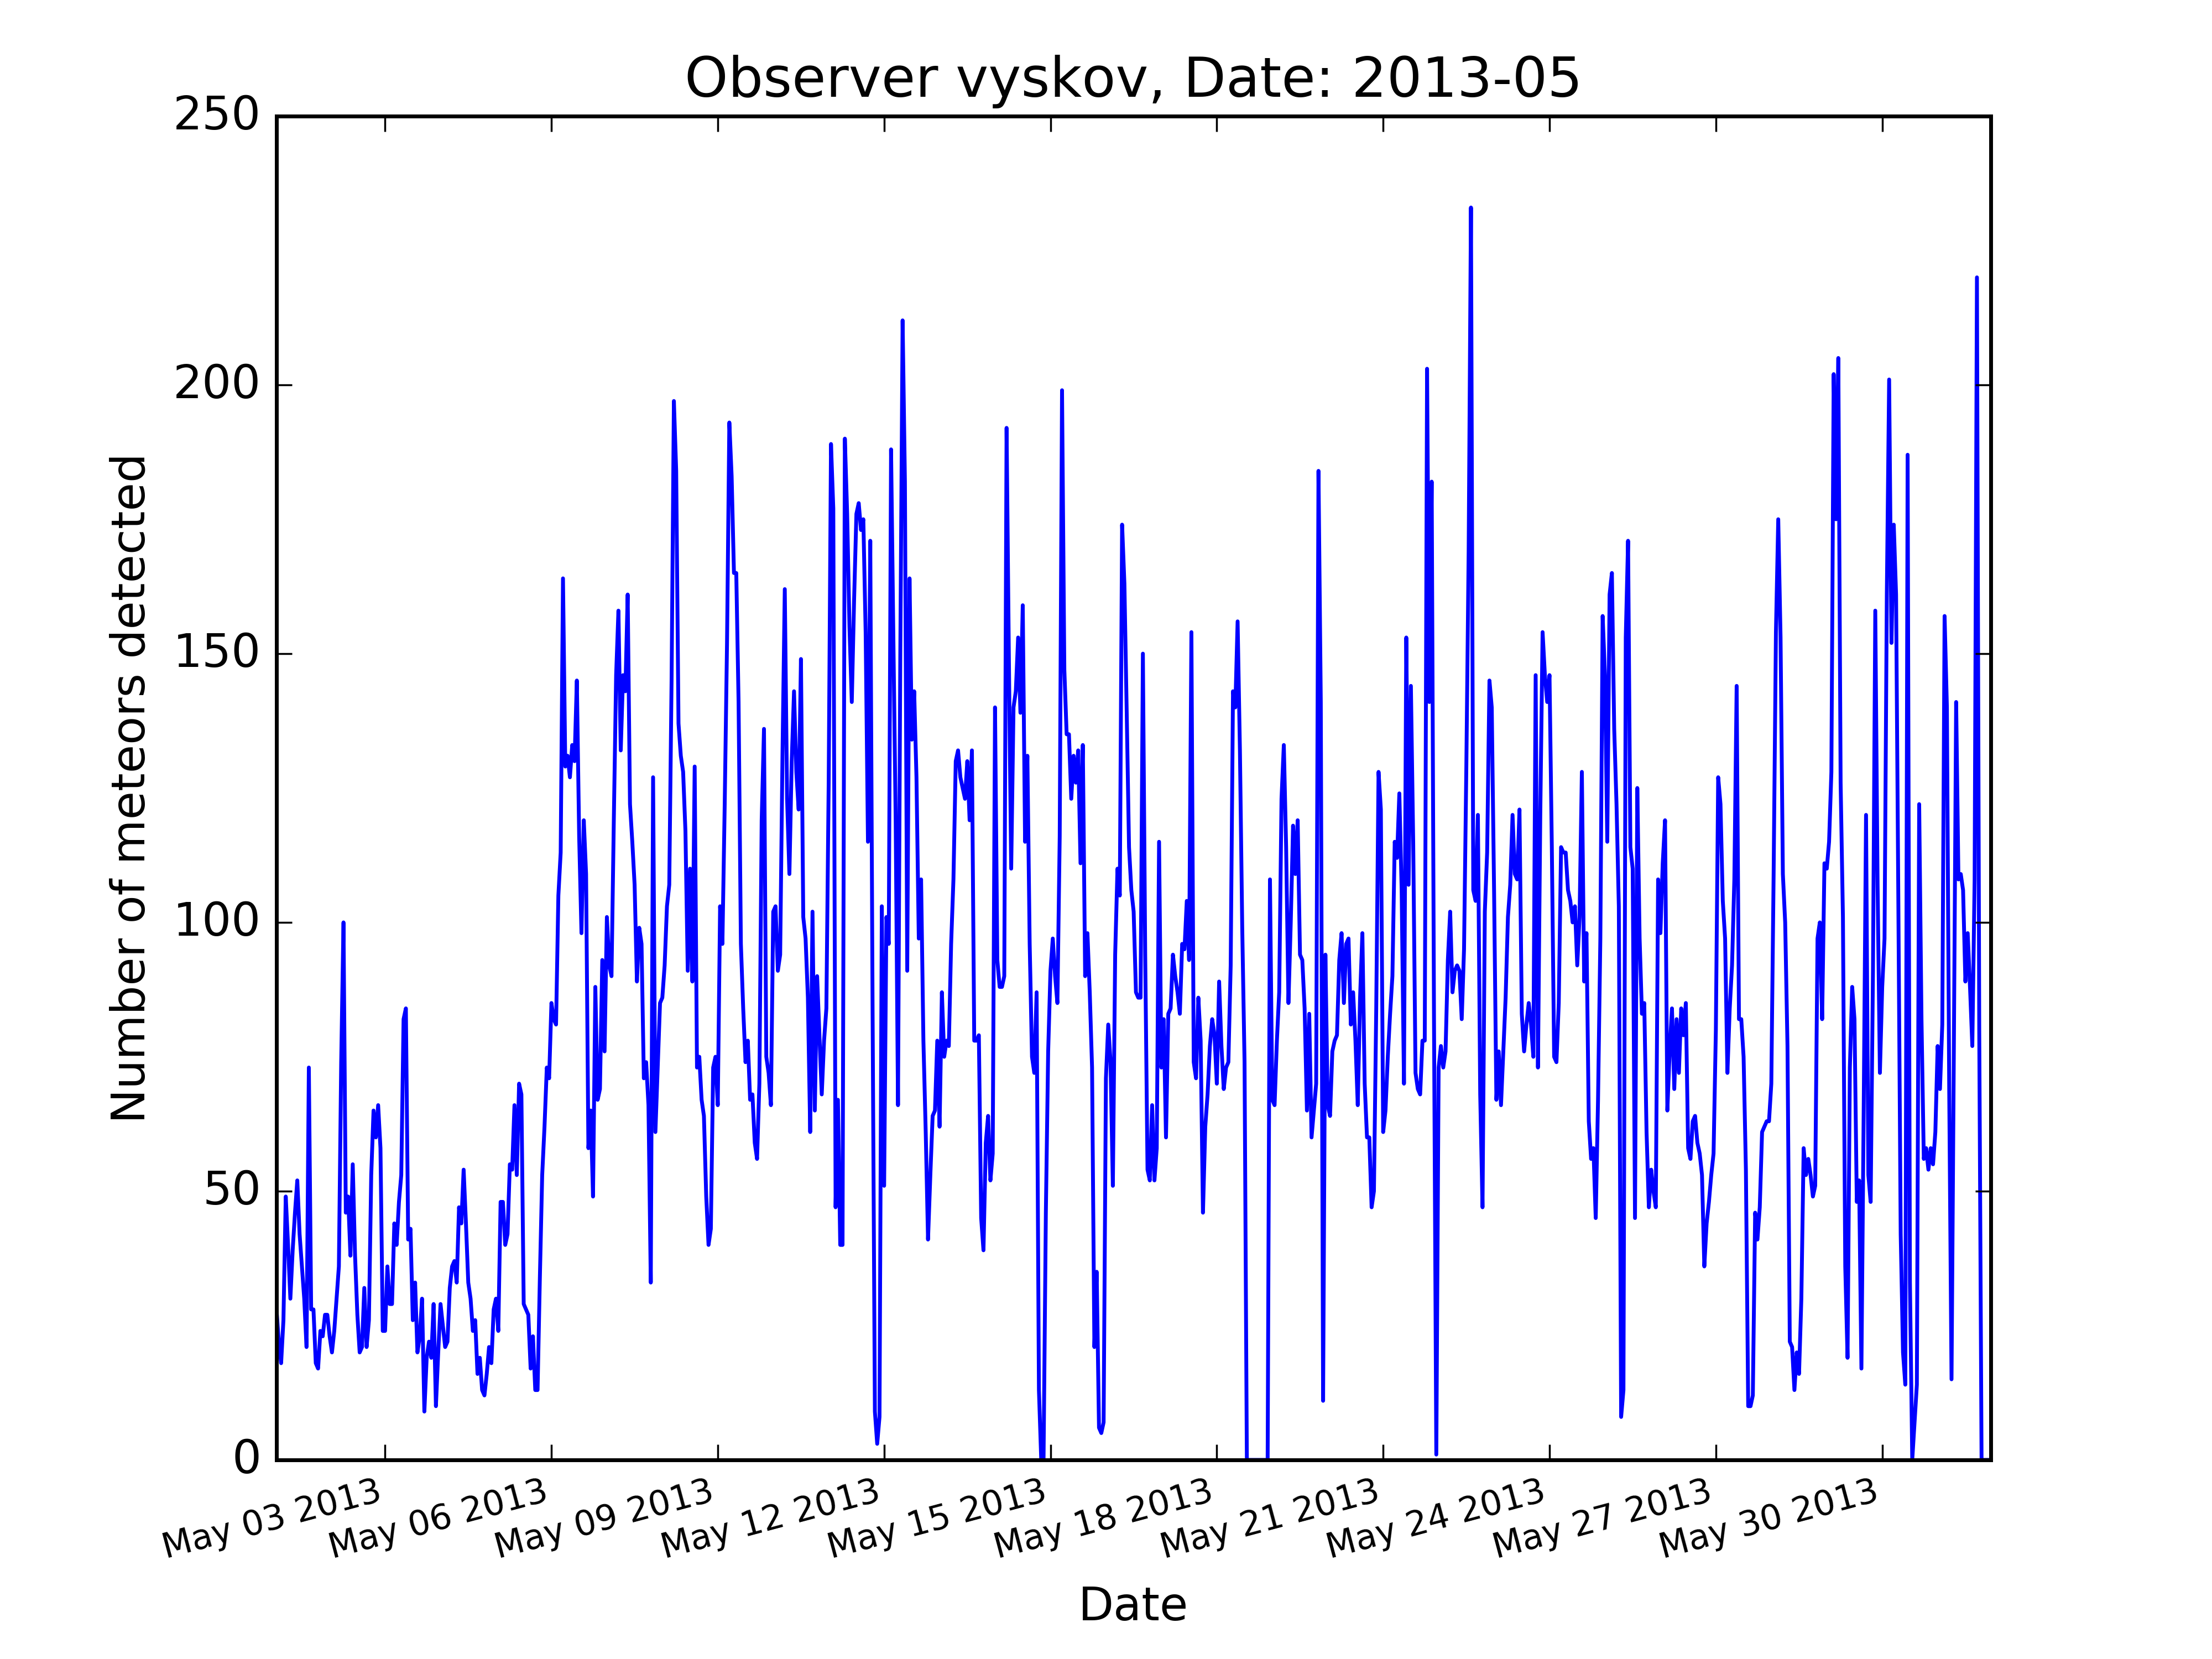 Observer vyskov, Date: 2013-05
Number of meteors detected
250
200
150
100
50
0
May 03 2013
May 06 2013
May 09 2013
May 12 2013
May 15 2013
May 18 2013
May 21 2013
May 24 2013
May 27 2013
May 30 2013
Date